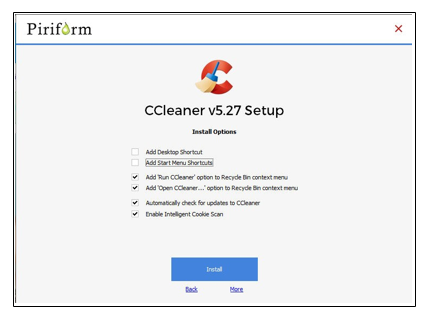 Piriform
CCleaner v5.27 Setup
Install Options
Add Desktop Shortcut
Add Start Menu Shortcuts
Add 'Run CCleaner' option to Recycle Bin context menu
Add 'Open CCleaner...' option to Recycle Bin context menu
Automatically check for updates to CCleaner
Enable Intelligent Cookie Scan
Install
Back More